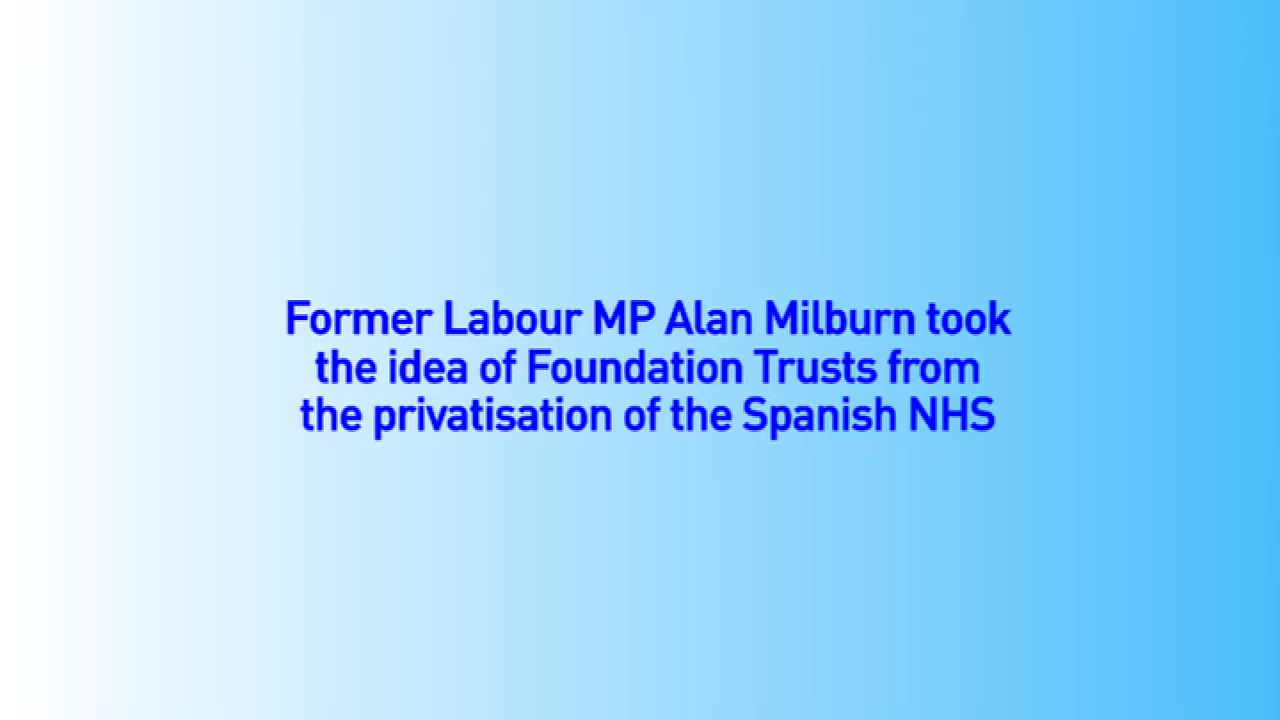 Former Labour MP Alan Milburn took
the idea of Foundation Trusts from
the privatisation of the Spanish NHS